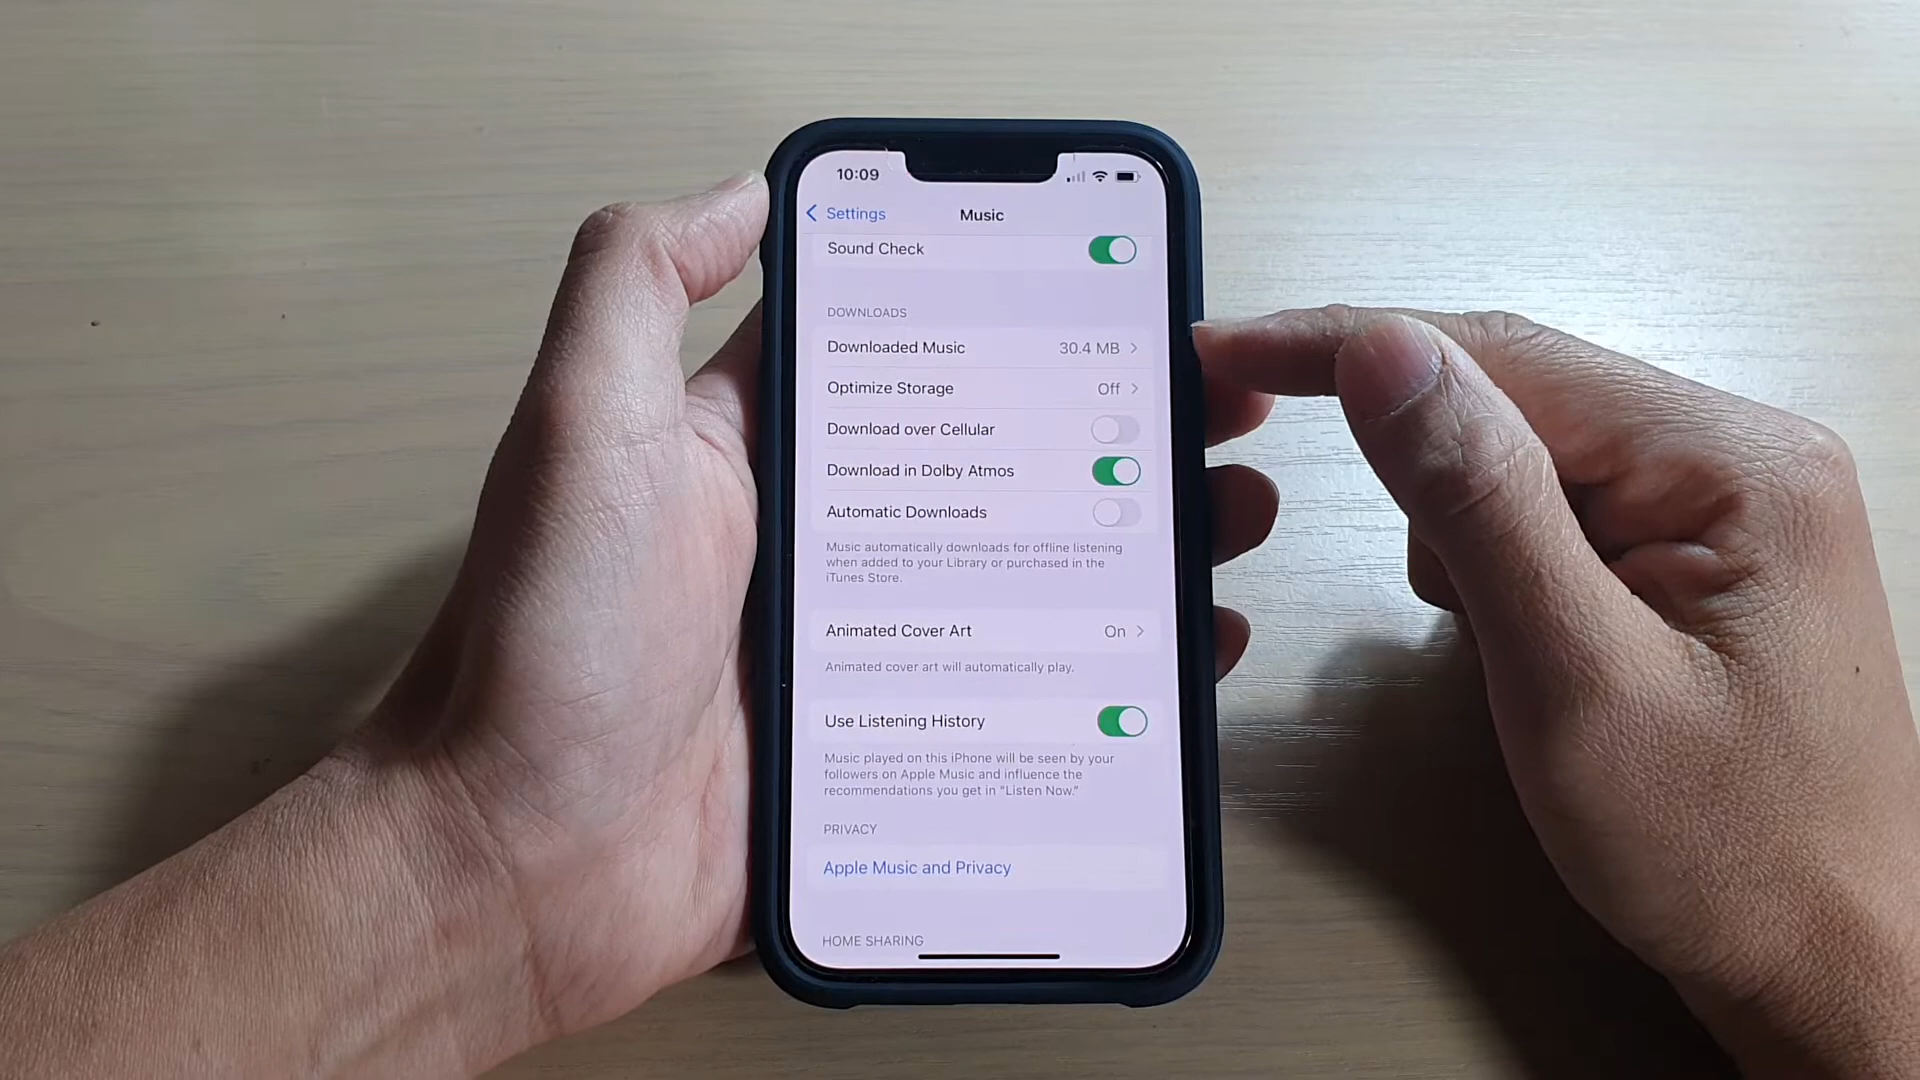 10:09
Settings
Music
Sound Check
DOWNLOADS
Downloaded Music 30.4 MB
Optimize Storage Off
Download over Cellular
Download in Dolby Atmos
Automatic Downloads
Music automatically downloads for offline listening
when added to your Library or purchased in the
iTunes Store.
Animated Cover Art On
Animated cover art will automatically play.
Use Listening History
Music played on this iPhone will be seen by your
followers on Apple Music and influence the
recommendations you get in "Listen Now."
PRIVACY
Apple Music and Privacy
HOME SHARING